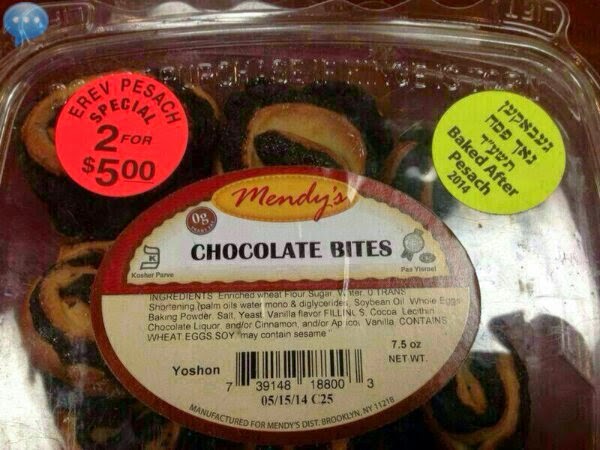 EREV PESACH
SPECIAL
2 FOR
$5.00
געבאקען
נאך פסח
תשע"ד
Baked After
Pesach
2014
Mendy's
0g
CHOCOLATE BITES
K
Kosher Parve
Pas Yisroel
INGREDIENTS Enriched wheat Flour Sugar, Water, 0 TRANS
Shortening palm oils water mono & diglycorides, Soybean Oil Whole Eggs
Baking Powder, Salt, Yeast Vanilla flavor FILLING S, Cocoa Lecithin
Chocolate Liquor and/or Cinnamon, and/or Apricot Vanilla CONTAINS
WHEAT EGGS SOY "may contain sesame"
7.5 oz
NET WT.
Yoshon
7 39148 18800 3
05/15/14 C25
MANUFACTURED FOR MENDY'S DIST. BROOKLYN, NY 11218